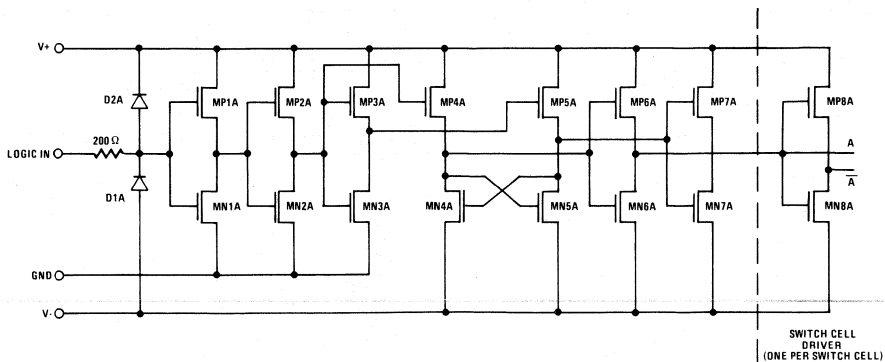 V+
D2A
MP1A
MP2A
MP3A
MP4A
MP5A
MP6A
MP7A
MP8A
200 Ω
LOGIC IN
A
A̅
D1A
MN1A
MN2A
MN3A
MN4A
MN5A
MN6A
MN7A
MN8A
GND
V-
SWITCH CELL
DRIVER
(ONE PER SWITCH CELL)